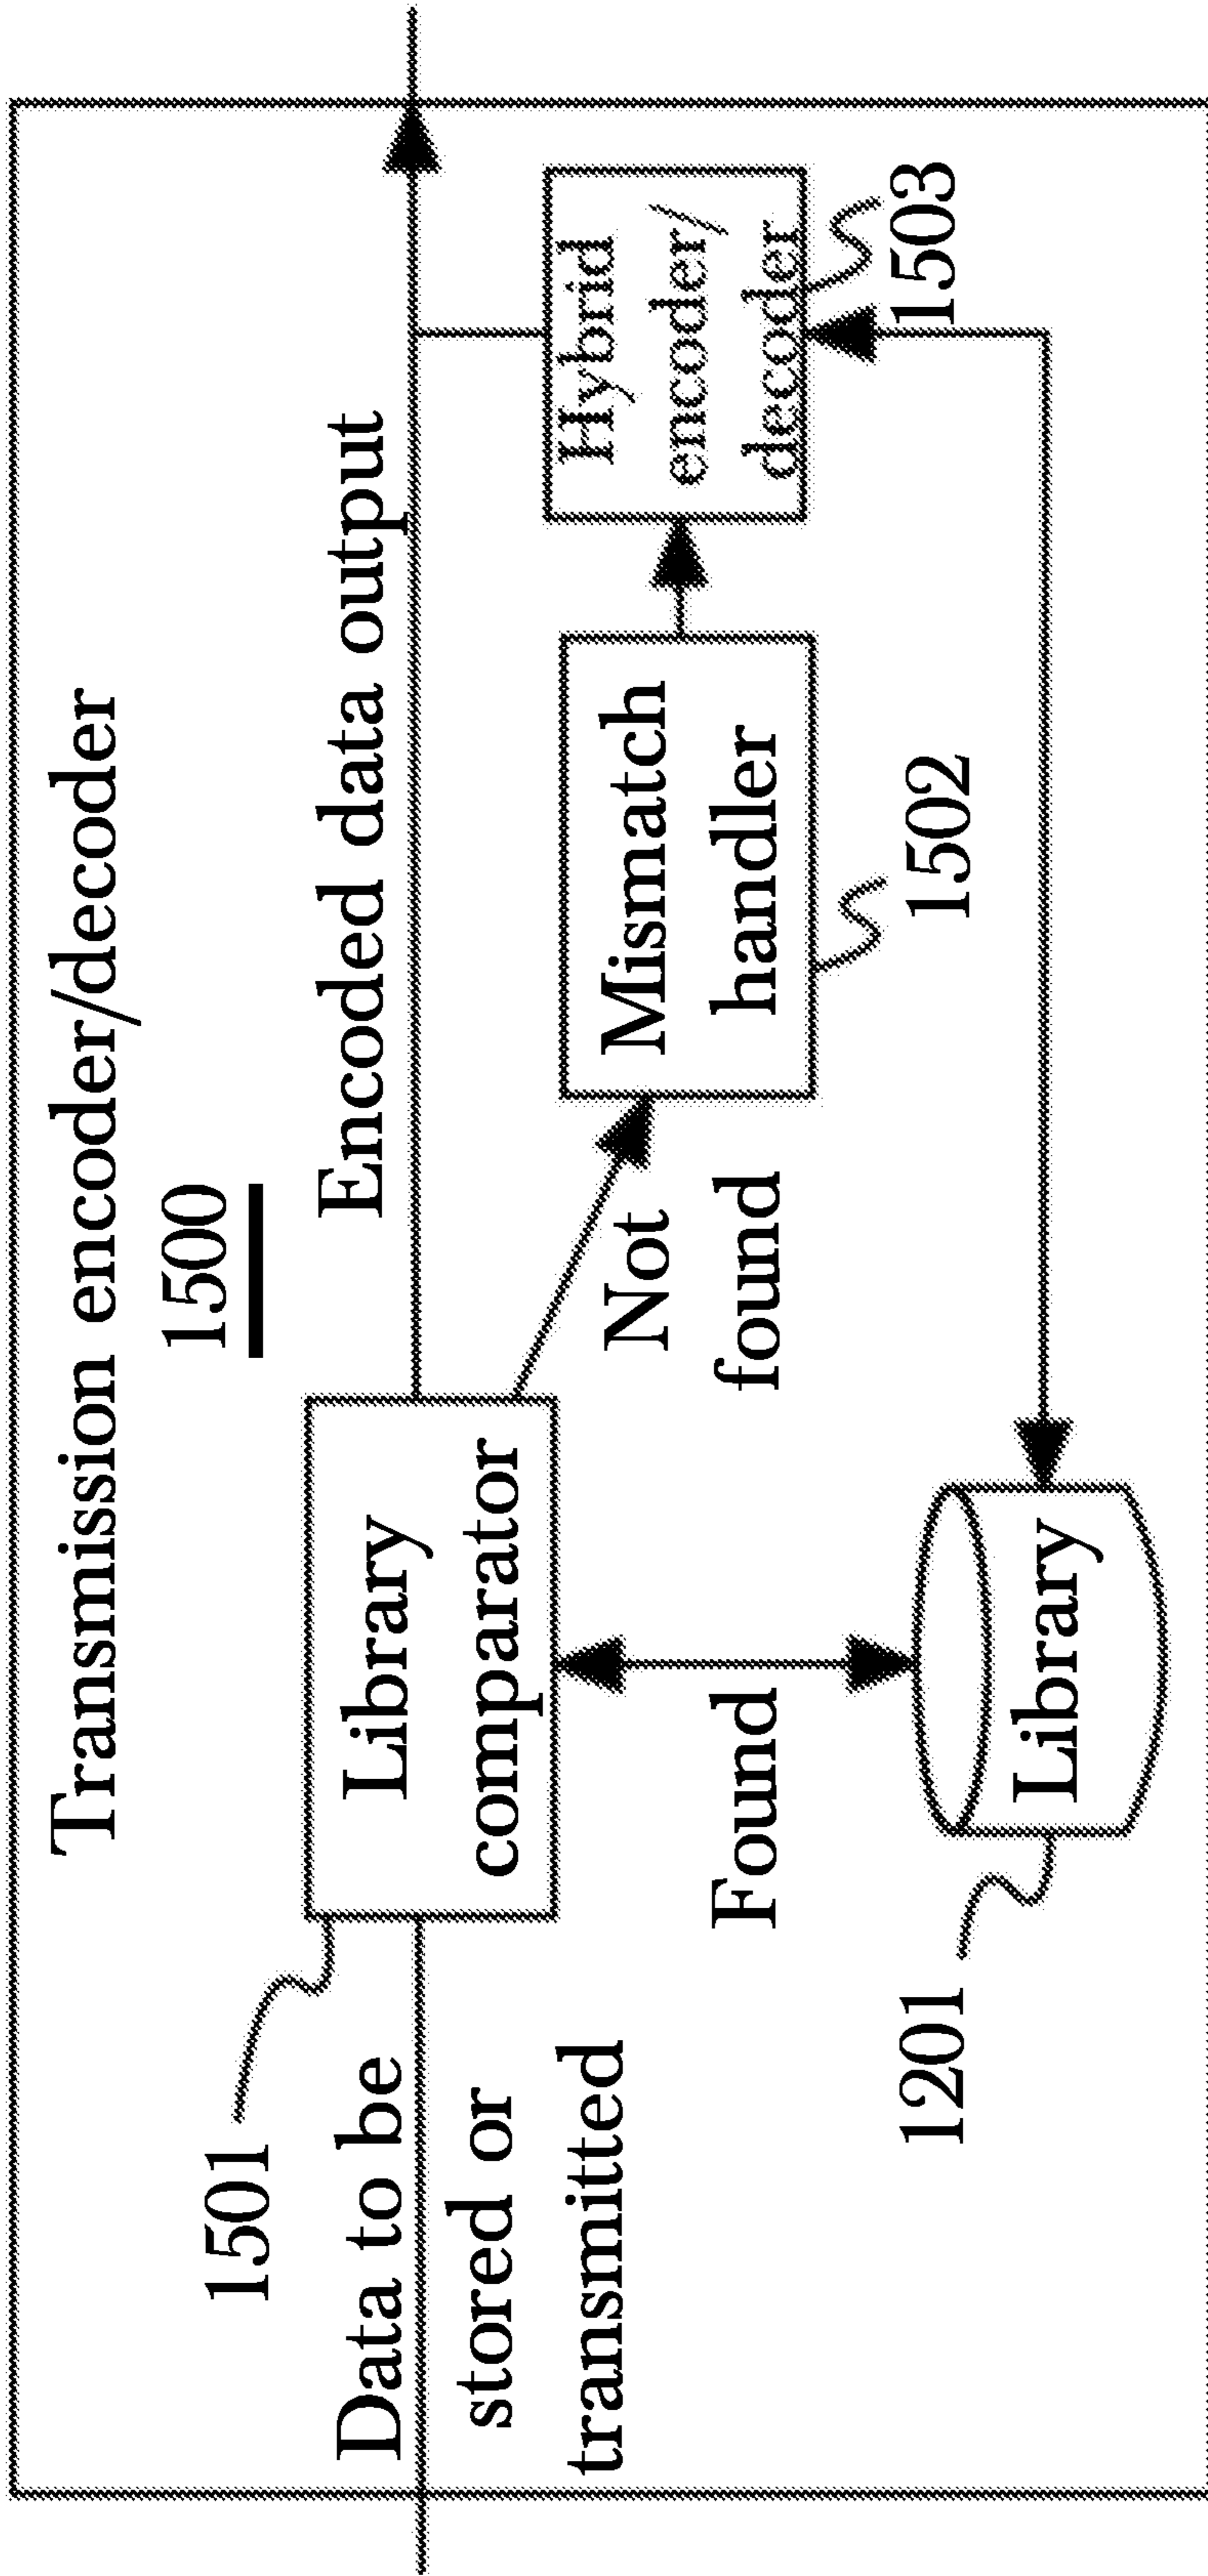 Transmission encoder/decoder
1500
1501
Data to be
stored or
transmitted
Library
comparator
Encoded data output
Not
found
Mismatch
handler
1502
Hybrid
encoder/
decoder
1503
Found
1201
Library